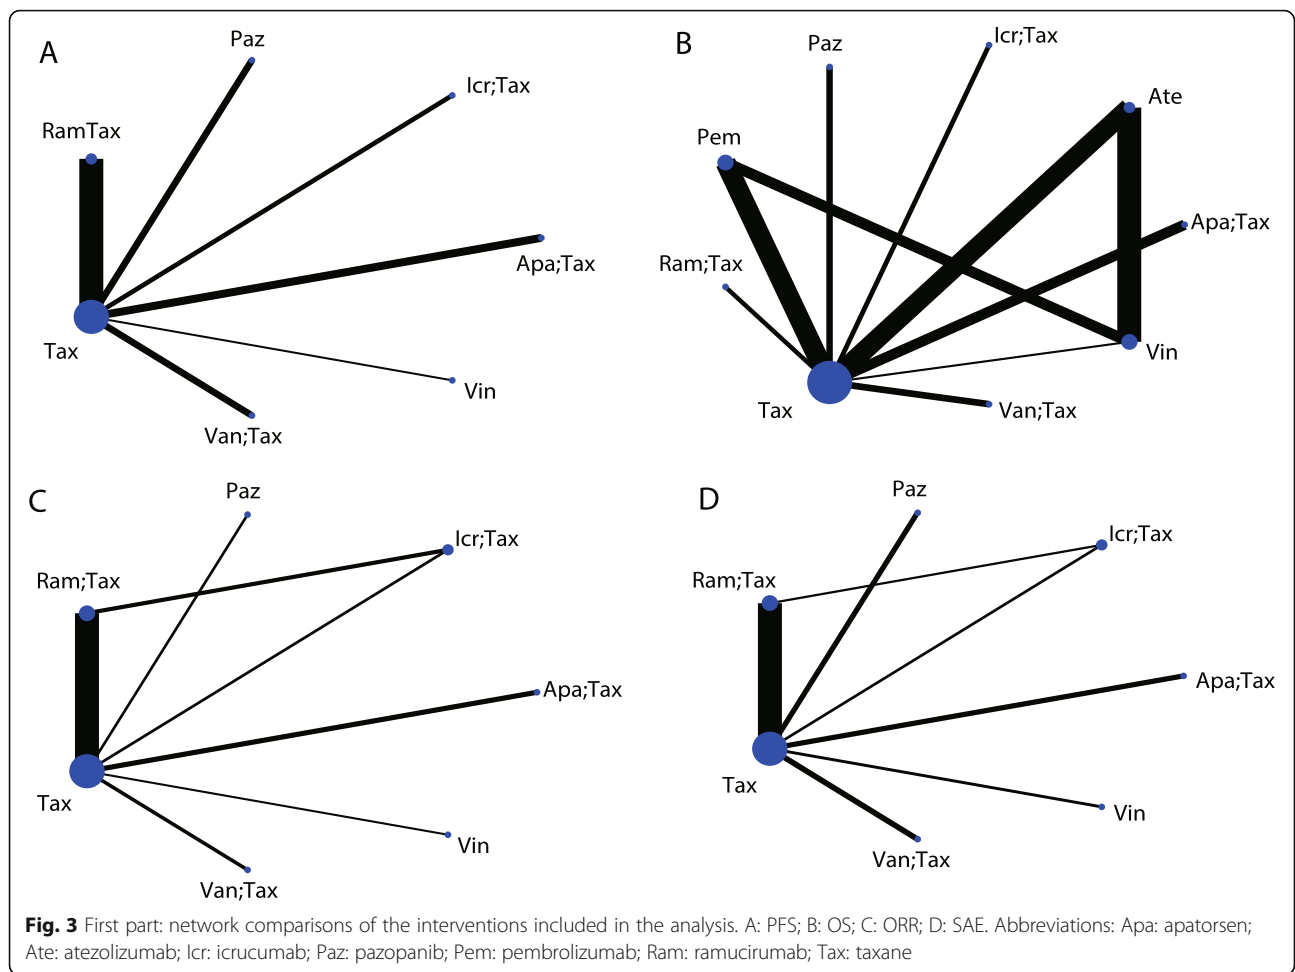 A
Paz
Icr;Tax
RamTax
Apa;Tax
Tax
Vin
Van;Tax
B
Paz
Icr;Tax
Ate
Pem
Apa;Tax
Ram;Tax
Vin
Tax
Van;Tax
C
Paz
Icr;Tax
Ram;Tax
Apa;Tax
Tax
Vin
Van;Tax
D
Paz
Icr;Tax
Ram;Tax
Apa;Tax
Tax
Vin
Van;Tax
Fig. 3 First part: network comparisons of the interventions included in the analysis. A: PFS; B: OS; C: ORR; D: SAE. Abbreviations: Apa: apatorsen;
Ate: atezolizumab; Icr: icrucumab; Paz: pazopanib; Pem: pembrolizumab; Ram: ramucirumab; Tax: taxane